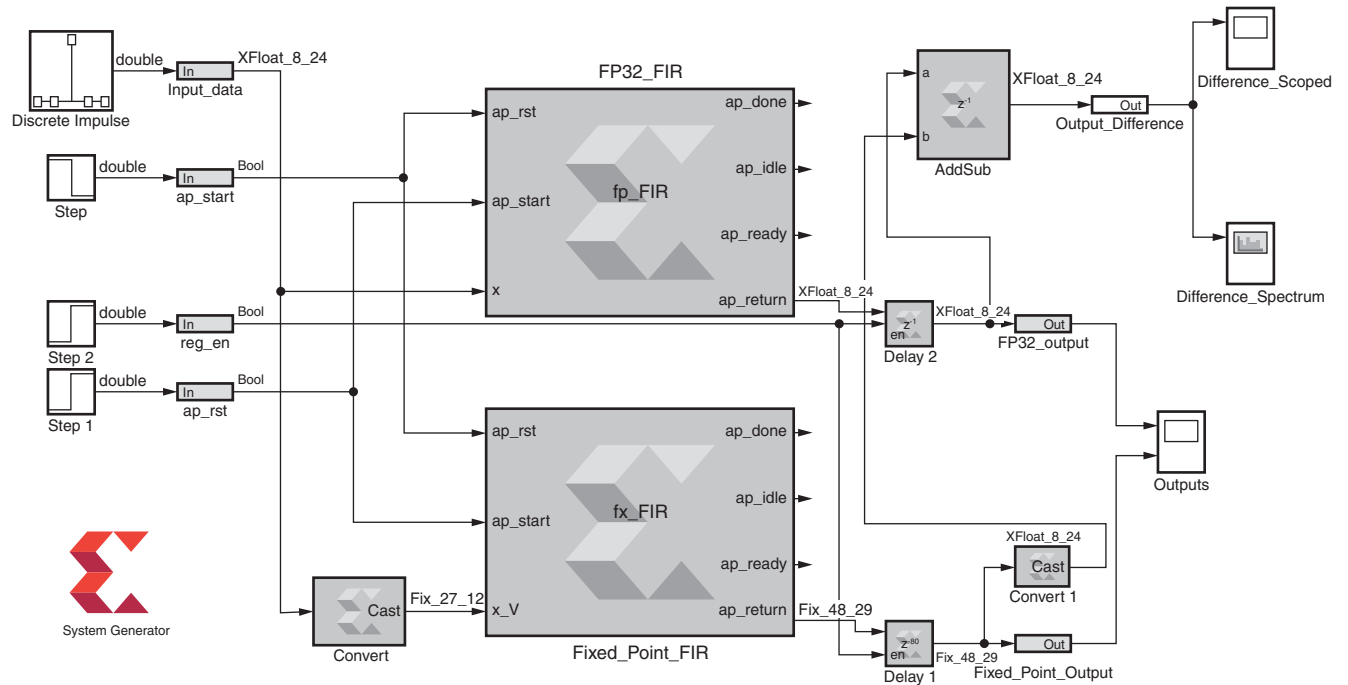 double
In
XFloat_8_24
Input_data
Discrete Impulse
double
In
Bool
ap_start
Step
double
In
Bool
reg_en
Step 2
double
In
Bool
ap_rst
Step 1
FP32_FIR
ap_rst
ap_start
x
fp_FIR
ap_done
ap_idle
ap_ready
ap_return
XFloat_8_24
en
z-1
Delay 2
XFloat_8_24
Out
FP32_output
a
b
z-1
AddSub
XFloat_8_24
Out
Output_Difference
Difference_Scoped
Difference_Spectrum
ap_rst
ap_start
x_V
fx_FIR
ap_done
ap_idle
ap_ready
ap_return
Fixed_Point_FIR
Cast
Convert
Fix_27_12
Fix_48_29
en
z-80
Delay 1
Fix_48_29
XFloat_8_24
Cast
Convert 1
Out
Fixed_Point_Output
Outputs
System Generator